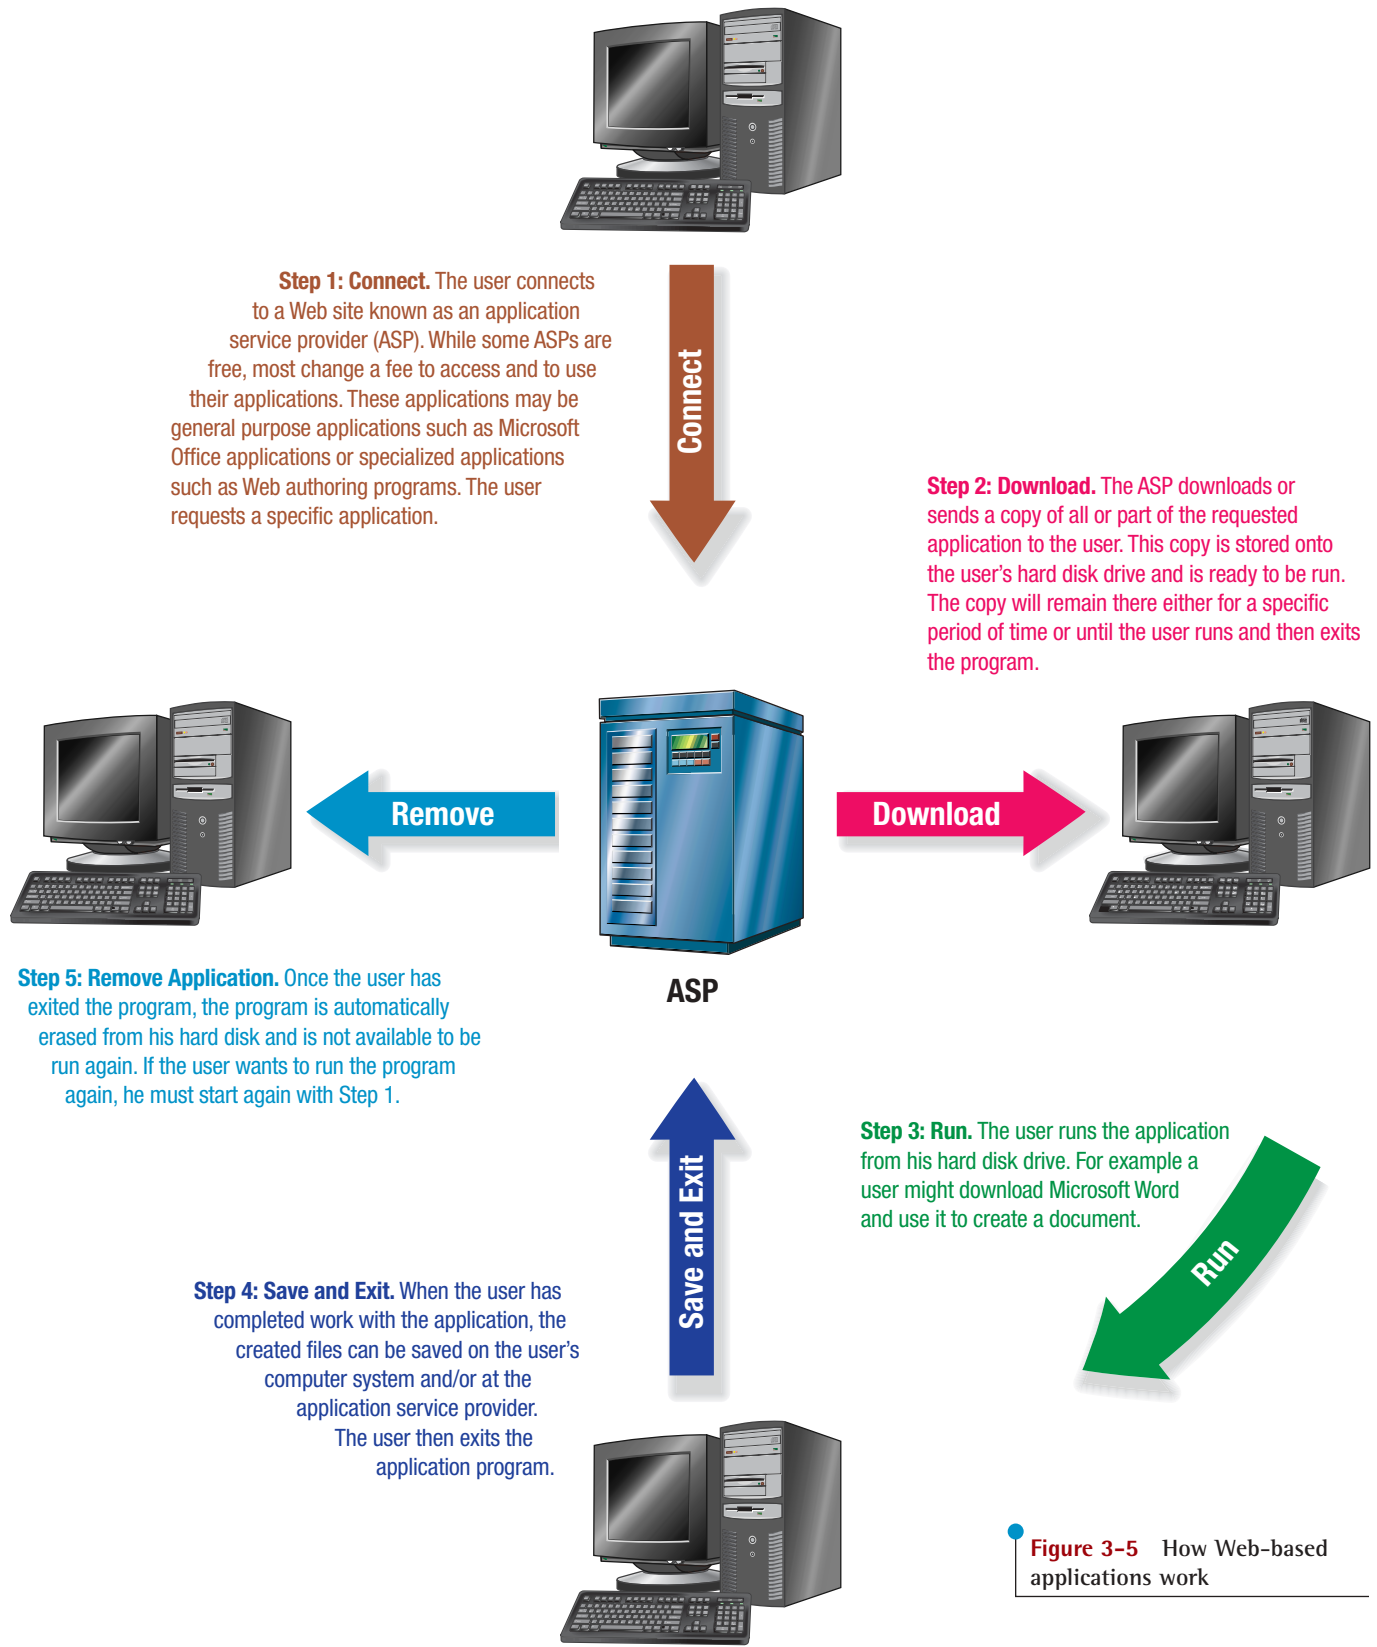 Step 1: Connect. The user connects
to a Web site known as an application
service provider (ASP). While some ASPs are
free, most change a fee to access and to use
their applications. These applications may be
general purpose applications such as Microsoft
Office applications or specialized applications
such as Web authoring programs. The user
requests a specific application.
Connect
Step 2: Download. The ASP downloads or
sends a copy of all or part of the requested
application to the user. This copy is stored onto
the user's hard disk drive and is ready to be run.
The copy will remain there either for a specific
period of time or until the user runs and then exits
the program.
Remove
Download
ASP
Step 5: Remove Application. Once the user has
exited the program, the program is automatically
erased from his hard disk and is not available to be
run again. If the user wants to run the program
again, he must start again with Step 1.
Step 3: Run. The user runs the application
from his hard disk drive. For example a
user might download Microsoft Word
and use it to create a document.
Run
Save and Exit
Step 4: Save and Exit. When the user has
completed work with the application, the
created files can be saved on the user's
computer system and/or at the
application service provider.
The user then exits the
application program.
Figure 3-5 How Web-based
applications work